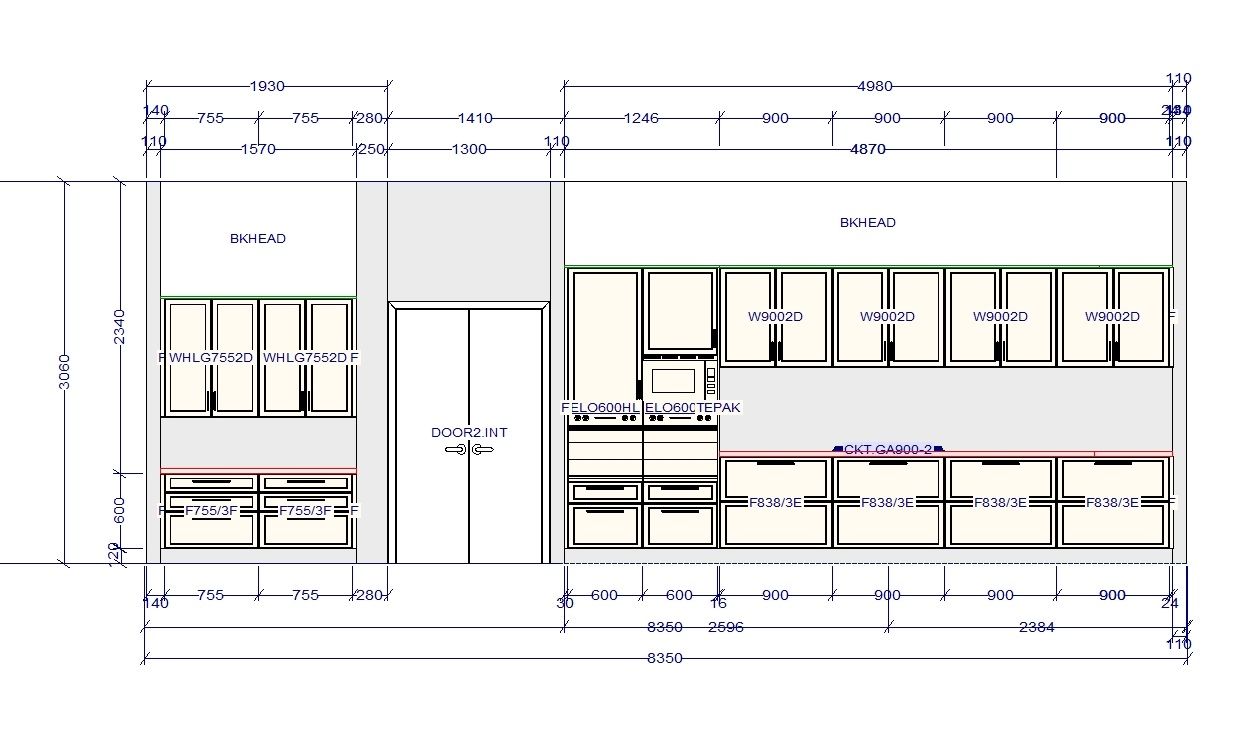 110
1930 4980
140 755 755 280 1410 1246 900 900 900 900
110 1570 250 1300 110 4870 110
BKHEAD
BKHEAD
W9002D W9002D W9002D W9002D F
2340
3060
F WHLG7552D WHLG7552D F
FELO600HL ELO600 TEPAK
DOOR2.INT
CKT.GA900-2
F F755/3F F755/3F F
F838/3E F838/3E F838/3E F838/3E F
600
120
140 755 755 280 30 600 600 16 900 900 900 900 24
8350 2596 2384
110
8350